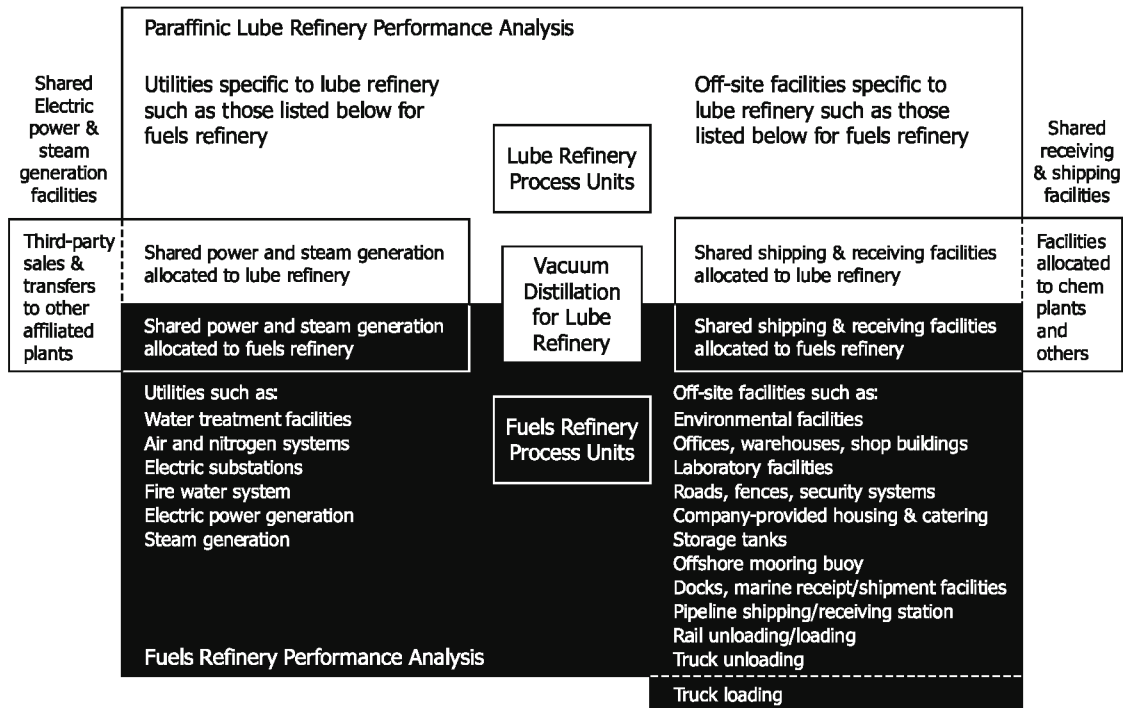 Paraffinic Lube Refinery Performance Analysis
Shared
Electric
power &
steam
generation
facilities
Utilities specific to lube refinery
such as those listed below for
fuels refinery
Lube Refinery
Process Units
Off-site facilities specific to
lube refinery such as those
listed below for fuels refinery
Shared
receiving
& shipping
facilities
Third-party
sales &
transfers
to other
affiliated
plants
Shared power and steam generation
allocated to lube refinery
Shared power and steam generation
allocated to fuels refinery
Vacuum
Distillation
for Lube
Refinery
Shared shipping & receiving facilities
allocated to lube refinery
Shared shipping & receiving facilities
allocated to fuels refinery
Facilities
allocated
to chem
plants
and
others
Utilities such as:
Water treatment facilities
Air and nitrogen systems
Electric substations
Fire water system
Electric power generation
Steam generation
Fuels Refinery
Process Units
Off-site facilities such as:
Environmental facilities
Offices, warehouses, shop buildings
Laboratory facilities
Roads, fences, security systems
Company-provided housing & catering
Storage tanks
Offshore mooring buoy
Docks, marine receipt/shipment facilities
Pipeline shipping/receiving station
Rail unloading/loading
Truck unloading
Fuels Refinery Performance Analysis
Truck loading